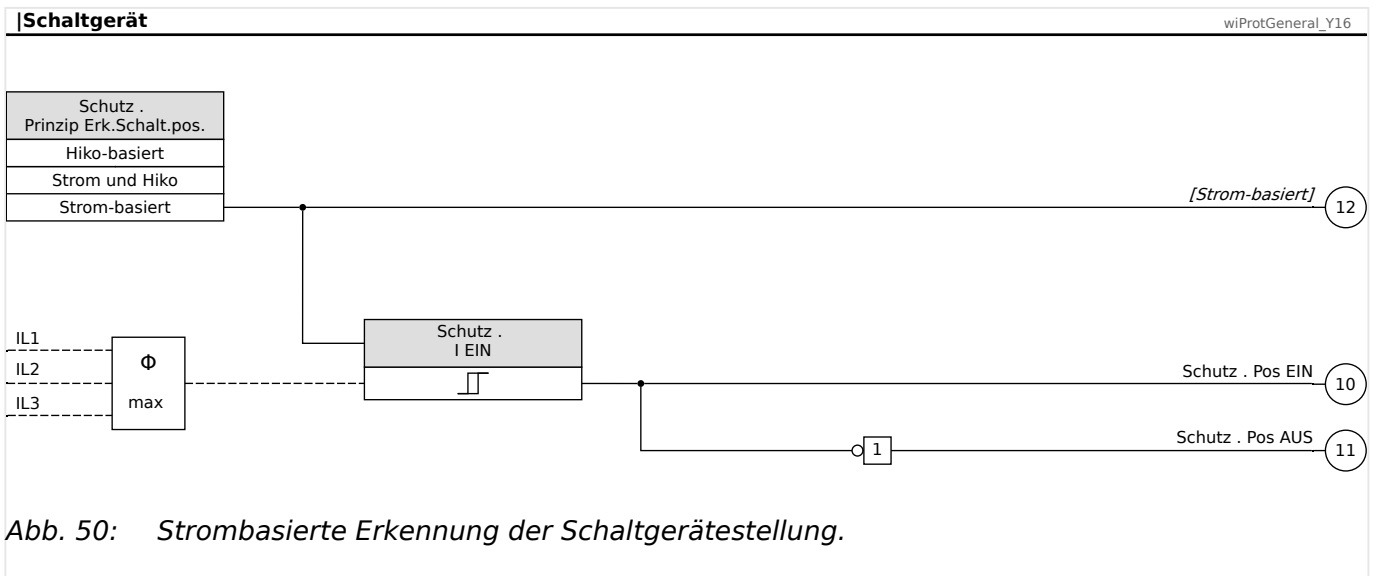 |Schaltgerät
wiProtGeneral_Y16
Schutz .
Prinzip Erk.Schalt.pos.
Hiko-basiert
Strom und Hiko
Strom-basiert
[Strom-basiert]
12
IL1
IL2
IL3
Φ
max
Schutz .
I EIN
Schutz . Pos EIN
10
1
Schutz . Pos AUS
11
Abb. 50: Strombasierte Erkennung der Schaltgerätestellung.